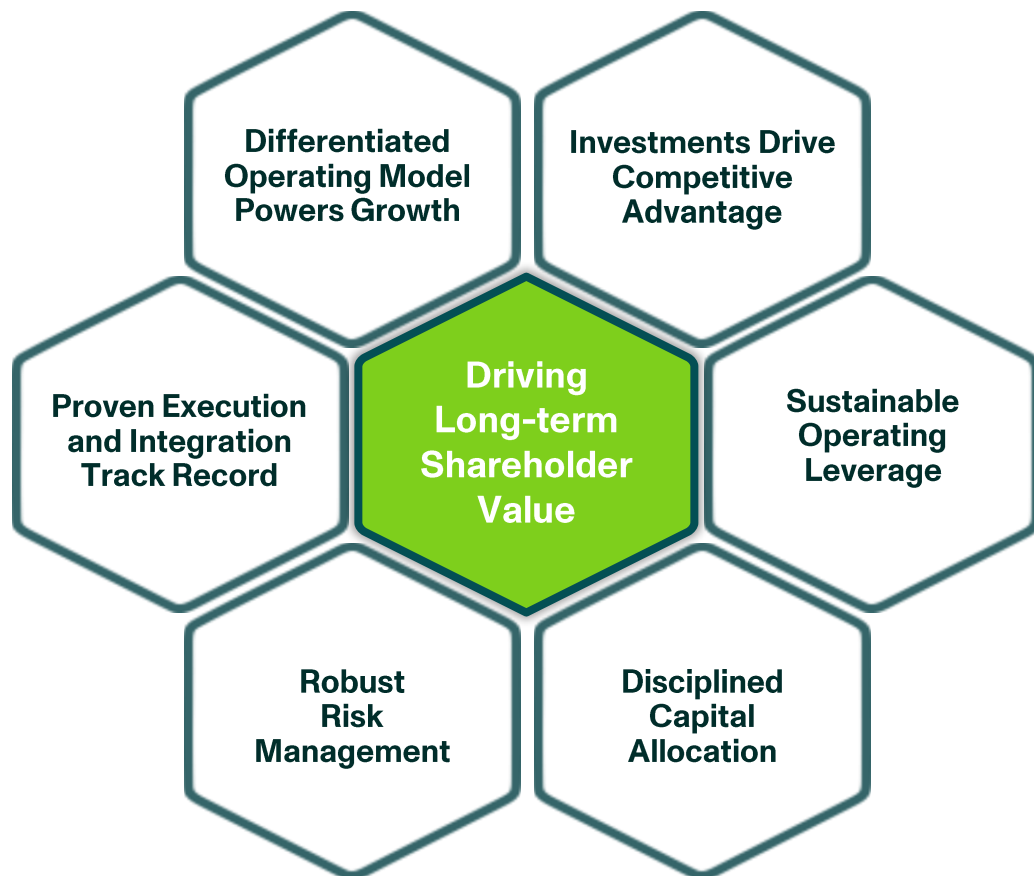 Differentiated
Operating Model
Powers Growth
Investments Drive
Competitive
Advantage
Proven Execution
and Integration
Track Record
Driving
Long-term
Shareholder
Value
Sustainable
Operating
Leverage
Robust
Risk
Management
Disciplined
Capital
Allocation